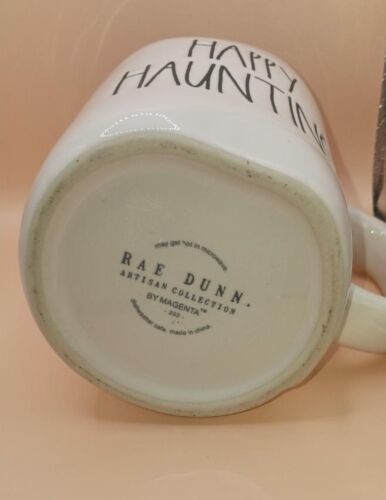 HAPPY
HAUNTIN
may get hot in microwave.
RAE DUNN.
ARTISAN COLLECTION
BY MAGENTA™
dishwasher safe. made in china.